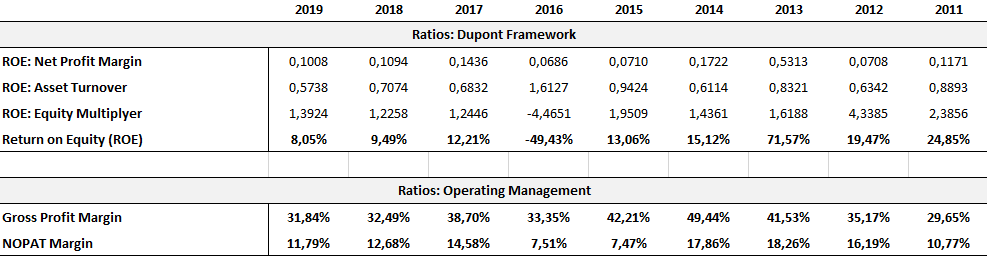 2019 2018 2017 2016 2015 2014 2013 2012 2011
Ratios: Dupont Framework
ROE: Net Profit Margin 0,1008 0,1094 0,1436 0,0686 0,0710 0,1722 0,5313 0,0708 0,1171
ROE: Asset Turnover 0,5738 0,7074 0,6832 1,6127 0,9424 0,6114 0,8321 0,6342 0,8893
ROE: Equity Multiplyer 1,3924 1,2258 1,2446 -4,4651 1,9509 1,4361 1,6188 4,3385 2,3856
Return on Equity (ROE) 8,05% 9,49% 12,21% -49,43% 13,06% 15,12% 71,57% 19,47% 24,85%
Ratios: Operating Management
Gross Profit Margin 31,84% 32,49% 38,70% 33,35% 42,21% 49,44% 41,53% 35,17% 29,65%
NOPAT Margin 11,79% 12,68% 14,58% 7,51% 7,47% 17,86% 18,26% 16,19% 10,77%